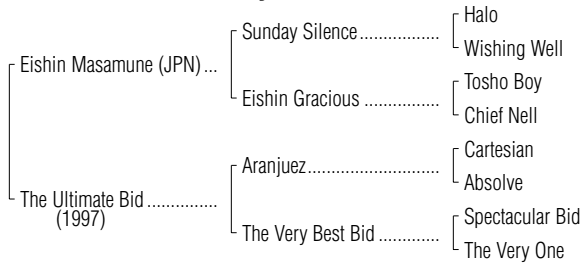 Halo
Sunday Silence.................
Wishing Well
Eishin Masamune (JPN)...
Tosho Boy
Eishin Gracious ................
Chief Nell
Cartesian
Aranjuez............................
Absolve
The Ultimate Bid ..............
(1997)
Spectacular Bid
The Very Best Bid .............
The Very One